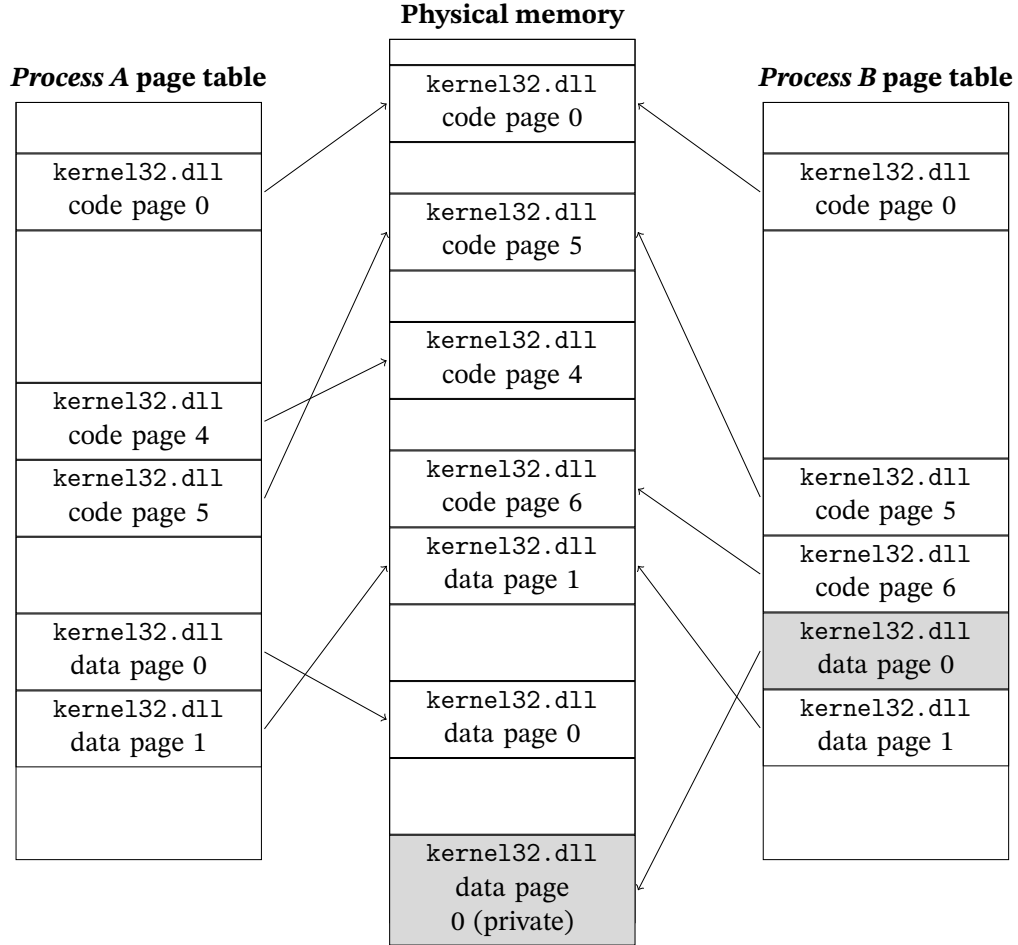 Physical memory
Process A page table
kernel32.dll
code page 0
kernel32.dll
code page 4
kernel32.dll
code page 5
kernel32.dll
data page 0
kernel32.dll
data page 1
kernel32.dll
code page 0
kernel32.dll
code page 5
kernel32.dll
code page 4
kernel32.dll
code page 6
kernel32.dll
data page 1
kernel32.dll
data page 0
kernel32.dll
data page
0 (private)
Process B page table
kernel32.dll
code page 0
kernel32.dll
code page 5
kernel32.dll
code page 6
kernel32.dll
data page 0
kernel32.dll
data page 1